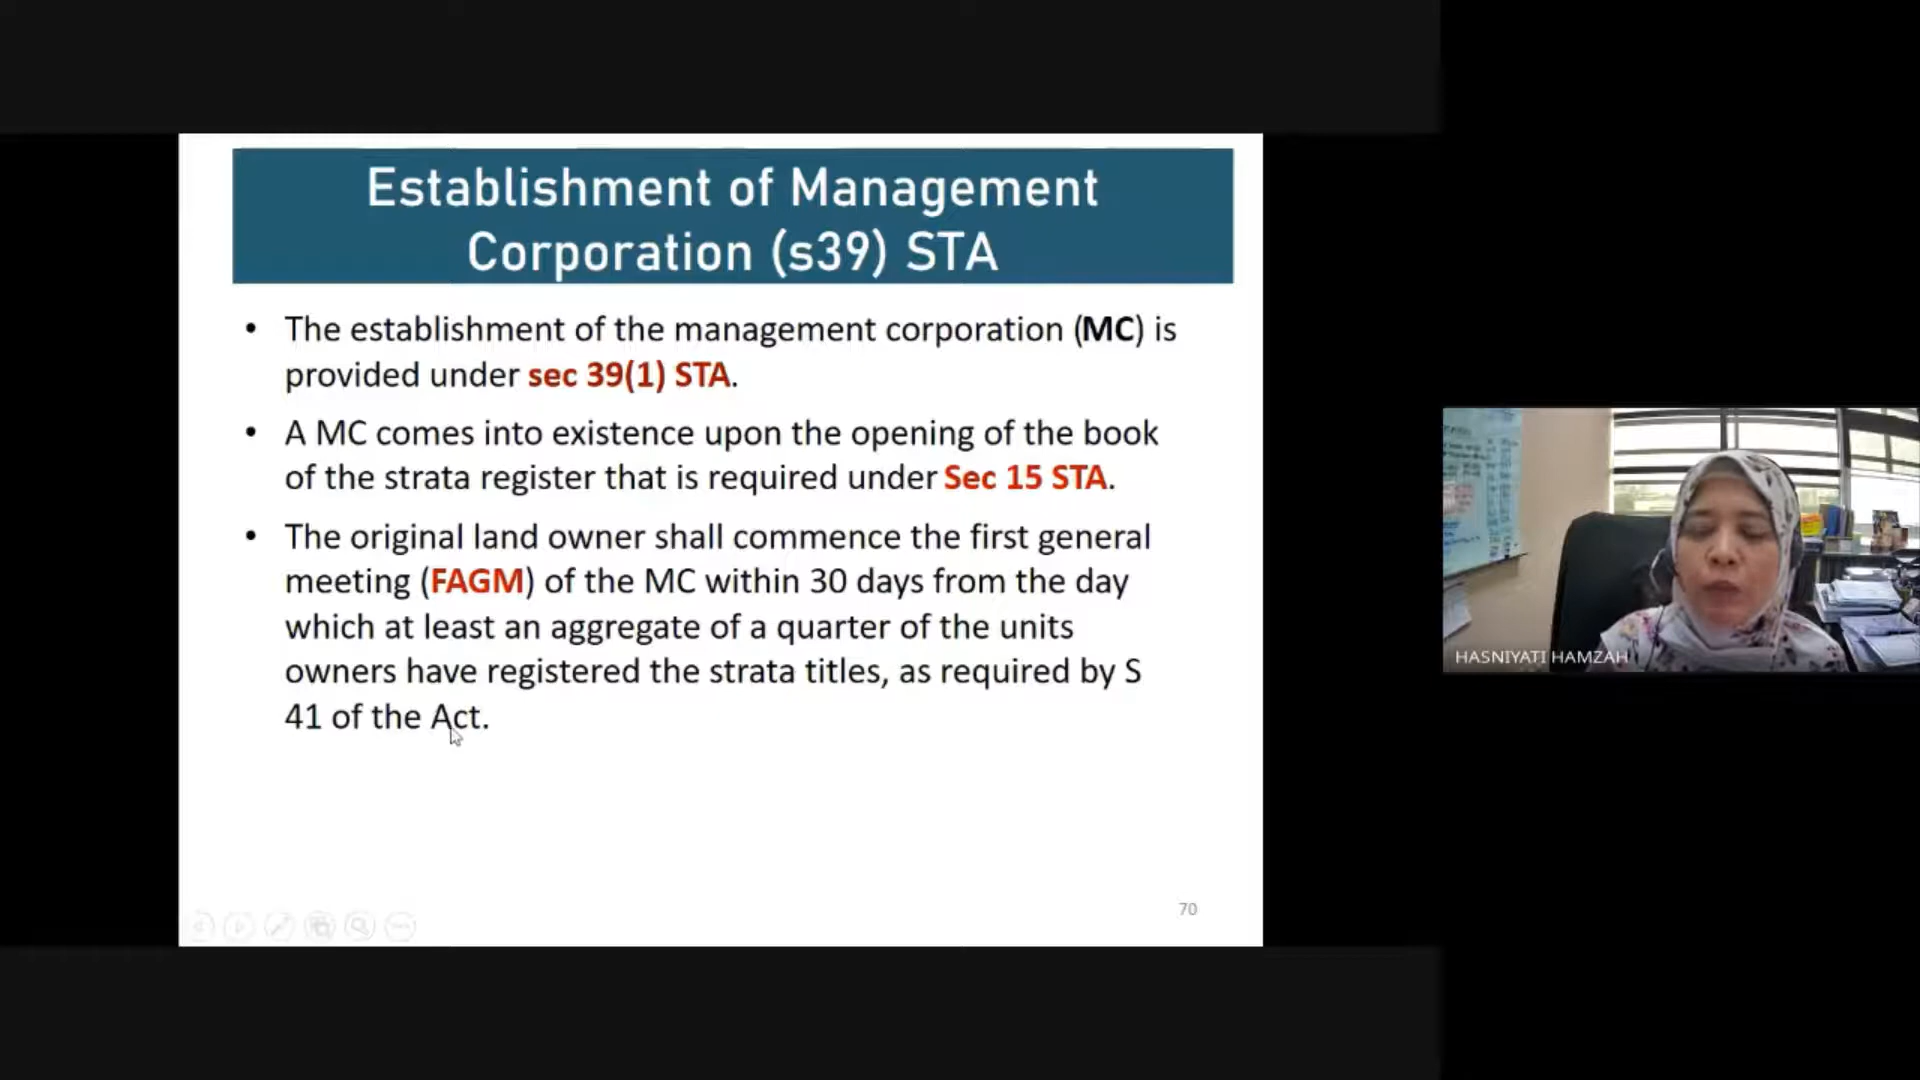 Establishment of Management
Corporation (s39) STA
• The establishment of the management corporation (MC) is
provided under sec 39(1) STA.
• A MC comes into existence upon the opening of the book
of the strata register that is required under Sec 15 STA.
• The original land owner shall commence the first general
meeting (FAGM) of the MC within 30 days from the day
which at least an aggregate of a quarter of the units
owners have registered the strata titles, as required by S
41 of the Act.
70
HASNIYATI HAMZAH